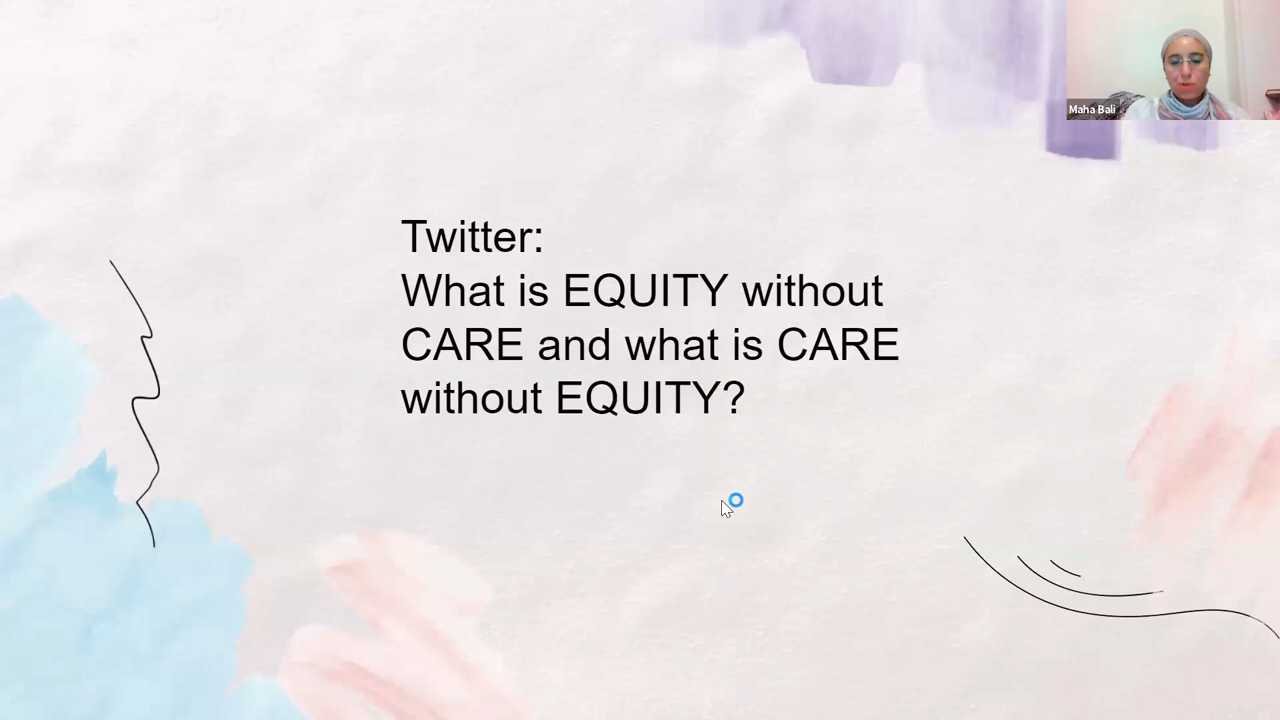 Maha Bali
Twitter:
What is EQUITY without
CARE and what is CARE
without EQUITY?